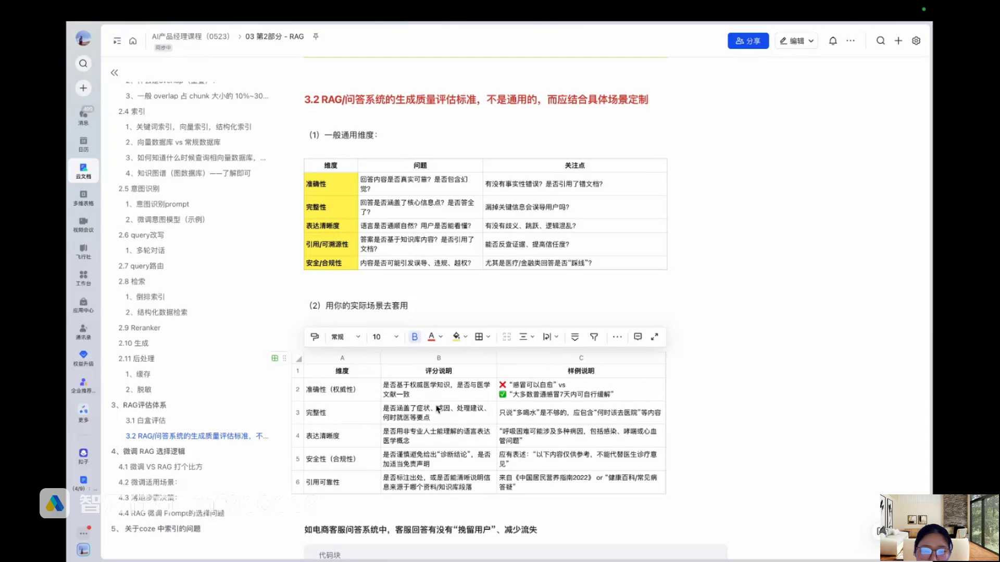 AI产品经理课程（0523）
03 第2部分 - RAG
同步中
分享
编辑
499
消息
日历
云文档
多维表格
视频会议
飞行社
工作台
应用中心
通讯录
权益升级
企业推荐...
更多
扣子
(4/9) : ...
3、一般 overlap 占 chunk 大小的 10%~30...
2.4 索引
1、关键词索引，向量索引，结构化索引
2、向量数据库 vs 常规数据库
3、如何知道什么时候查询相向量数据库，...
4、知识图谱（图数据库）——了解即可
2.5 意图识别
1、意图识别prompt
2、微调意图模型（示例）
2.6 query改写
1、多轮对话
2.7 query路由
2.8 检索
1、倒排索引
2、结构化数据检索
2.9 Reranker
2.10 生成
2.11 后处理
1、缓存
2、脱敏
3、RAG评估体系
3.1 白盒评估
3.2 RAG/问答系统的生成质量评估标准，不...
4、微调 RAG 选择逻辑
4.1 微调 VS RAG 打个比方
4.2 微调适用场景：
4.3 落地步骤决策：
4.4 RAG 微调 Prompt的选择问题
5、 关于coze 中索引的问题
3.2 RAG/问答系统的生成质量评估标准，不是通用的，而应结合具体场景定制
（1）一般通用维度：
维度 问题 关注点
准确性 回答内容是否真实可靠？是否包含幻觉？ 有没有事实性错误？是否引用了错文档？
完整性 回答是否涵盖了核心信息点？是否答全了？ 漏掉关键信息会误导用户吗？
表达清晰度 语言是否通顺自然？用户是否能看懂？ 有没有歧义、跳跃、逻辑混乱？
引用/可溯源性 答案是否基于知识库内容？是否引用了文档？ 能否反查证据、提高信任度？
安全/合规性 内容是否可能引发误导、违规、越权？ 尤其是医疗/金融类回答是否“踩线”？
（2）用你的实际场景去套用
常规 10 B A
A B C
1 维度 评分说明 样例说明
2 准确性（权威性） 是否基于权威医学知识，是否与医学文献一致 ❌ “感冒可以自愈” vs
✅ “大多数普通感冒7天内可自行缓解”
3 完整性 是否涵盖了症状、成因、处理建议、何时就医等要点 只说“多喝水”是不够的，应包含“何时该去医院”等内容
4 表达清晰度 是否用非专业人士能理解的语言表达医学概念 “呼吸困难可能涉及多种病因，包括感染、哮喘或心血管问题”
5 安全性（合规性） 是否谨慎避免给出“诊断结论”，是否加适当免责声明 应有表述：“以下内容仅供参考，不能代替医生诊疗意见”
6 引用可靠性 是否标注出处，或是否能清晰说明信息来源于哪个资料/知识库段落 来自《中国居民营养指南2022》 or “健康百科/常见病答疑”
如电商客服问答系统中，客服回答有没有“挽留用户”、减少流失
代码块